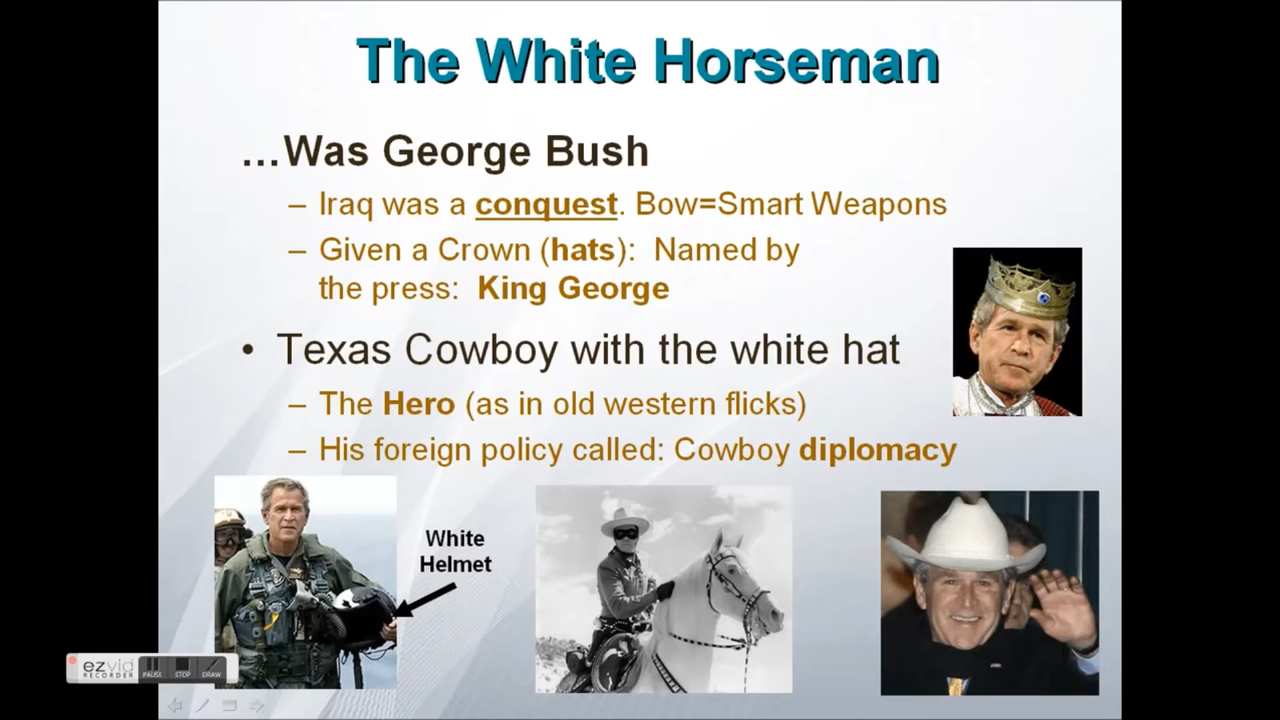 The White Horseman
...Was George Bush
– Iraq was a conquest. Bow=Smart Weapons
– Given a Crown (hats): Named by
the press: King George
• Texas Cowboy with the white hat
– The Hero (as in old western flicks)
– His foreign policy called: Cowboy diplomacy
White
Helmet
ezvid
RECORDER
PAUSE STOP DRAW